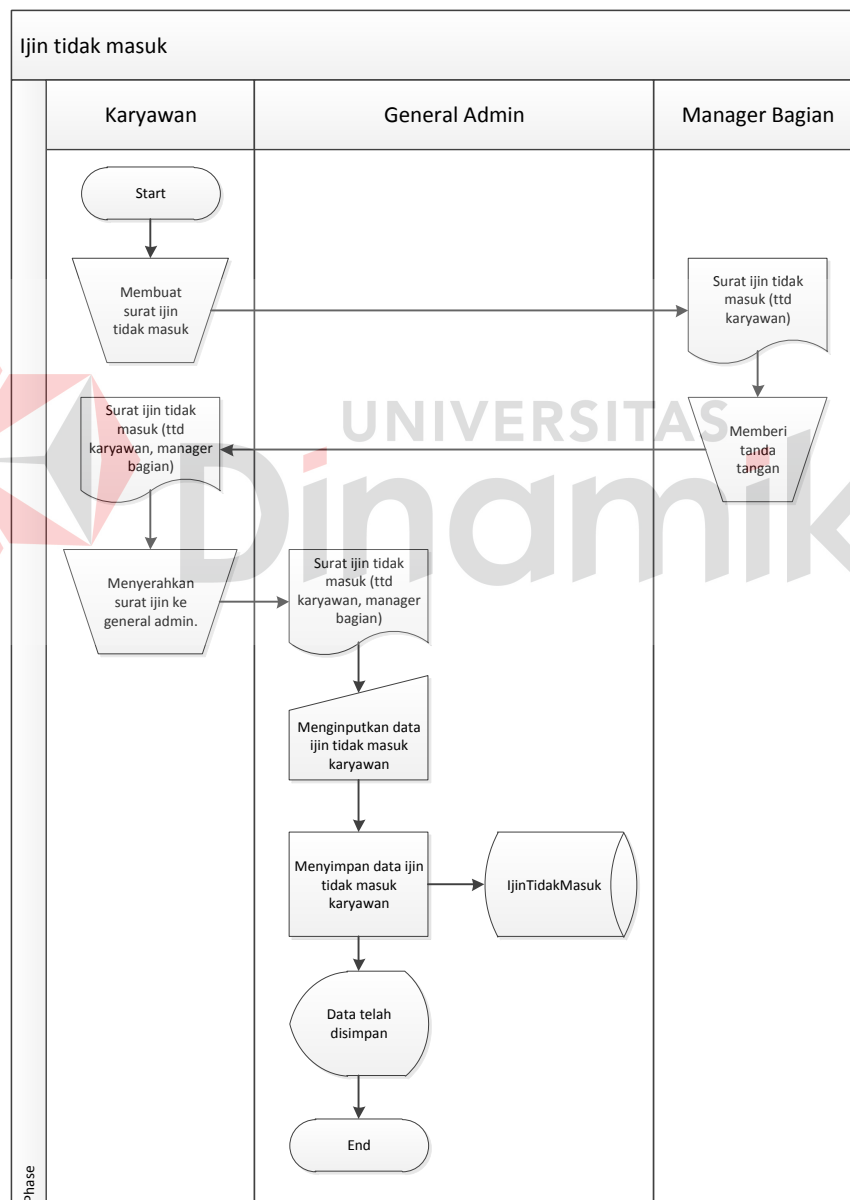 Ijin tidak masuk
Karyawan
General Admin
Manager Bagian
Start
Membuat
surat ijin
tidak masuk
Surat ijin tidak
masuk (ttd
karyawan)
Memberi
tanda
tangan
Surat ijin tidak
masuk (ttd
karyawan, manager
bagian)
Menyerahkan
surat ijin ke
general admin.
Surat ijin tidak
masuk (ttd
karyawan, manager
bagian)
Menginputkan data
ijin tidak masuk
karyawan
Menyimpan data ijin
tidak masuk
karyawan
IjinTidakMasuk
Data telah
disimpan
End
Phase
UNIVERSITAS
Dinamik